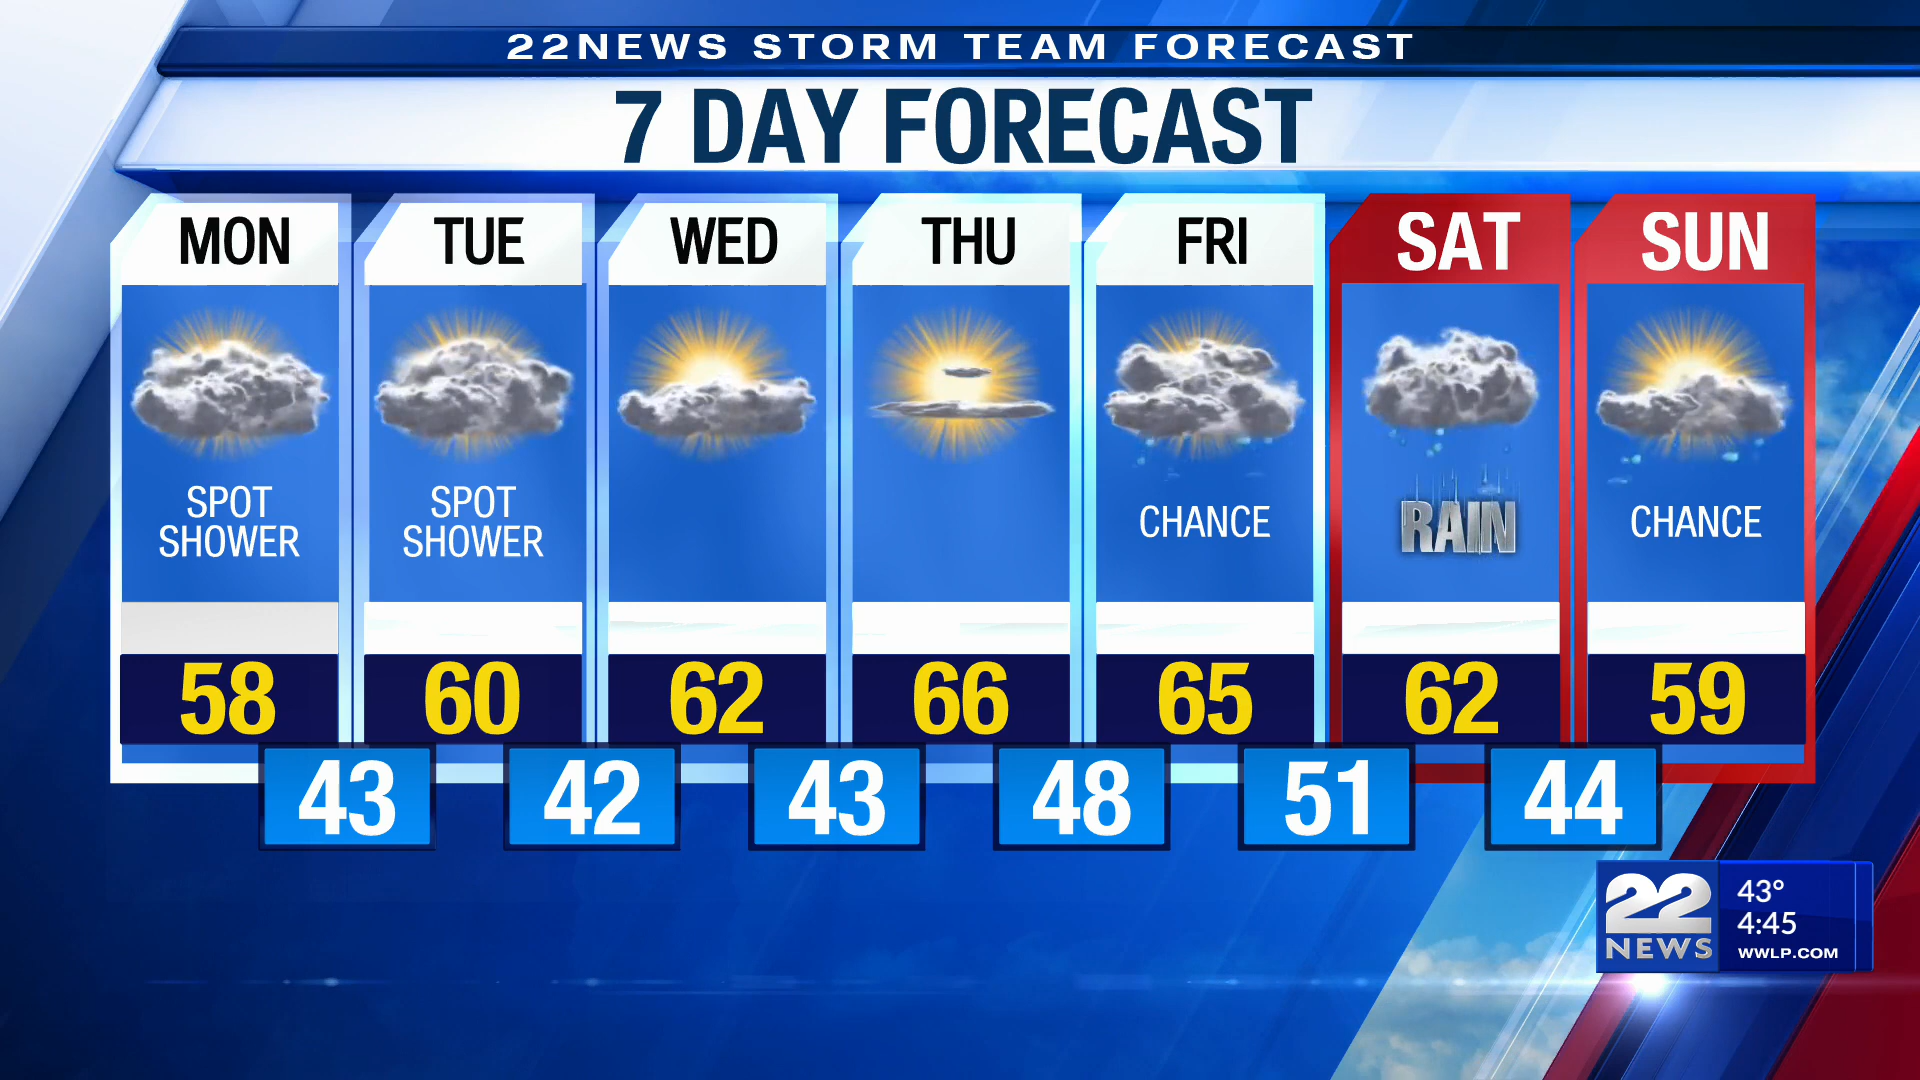 22NEWS STORM TEAM FORECAST
7 DAY FORECAST
MON TUE WED THU FRI SAT SUN
SPOT SHOWER
SPOT SHOWER
CHANCE
RAIN
CHANCE
58 60 62 66 65 62 59
43 42 43 48 51 44
22 NEWS
43°
4:45
WWLP.COM